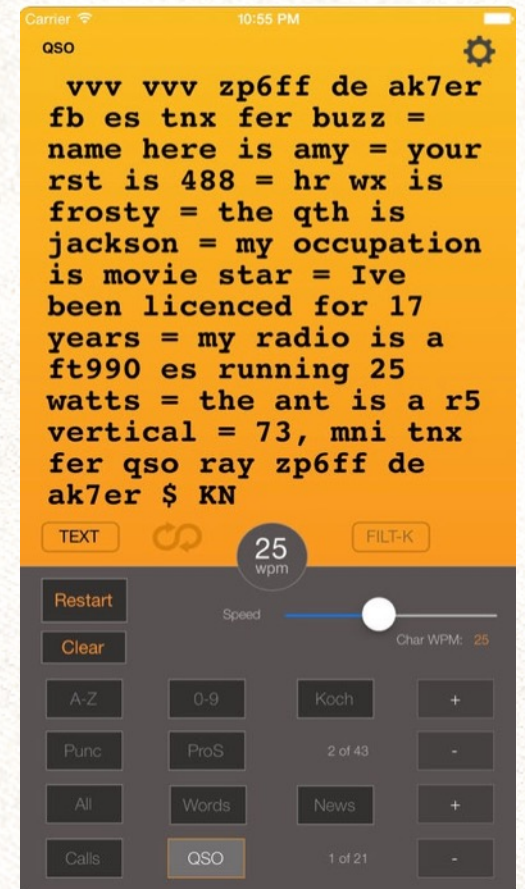 Carrier 10:55 PM
QSO
vvv vvv zp6ff de ak7er
fb es tnx fer buzz =
name here is amy = your
rst is 488 = hr wx is
frosty = the qth is
jackson = my occupation
is movie star = Ive
been licenced for 17
years = my radio is a
ft990 es running 25
watts = the ant is a r5
vertical = 73, mni tnx
fer qso ray zp6ff de
ak7er $ KN
TEXT 25 wpm FILT-K
Restart Speed
Clear Char WPM: 25
A-Z 0-9 Koch +
Punc ProS 2 of 43 -
All Words News +
Calls QSO 1 of 21 -